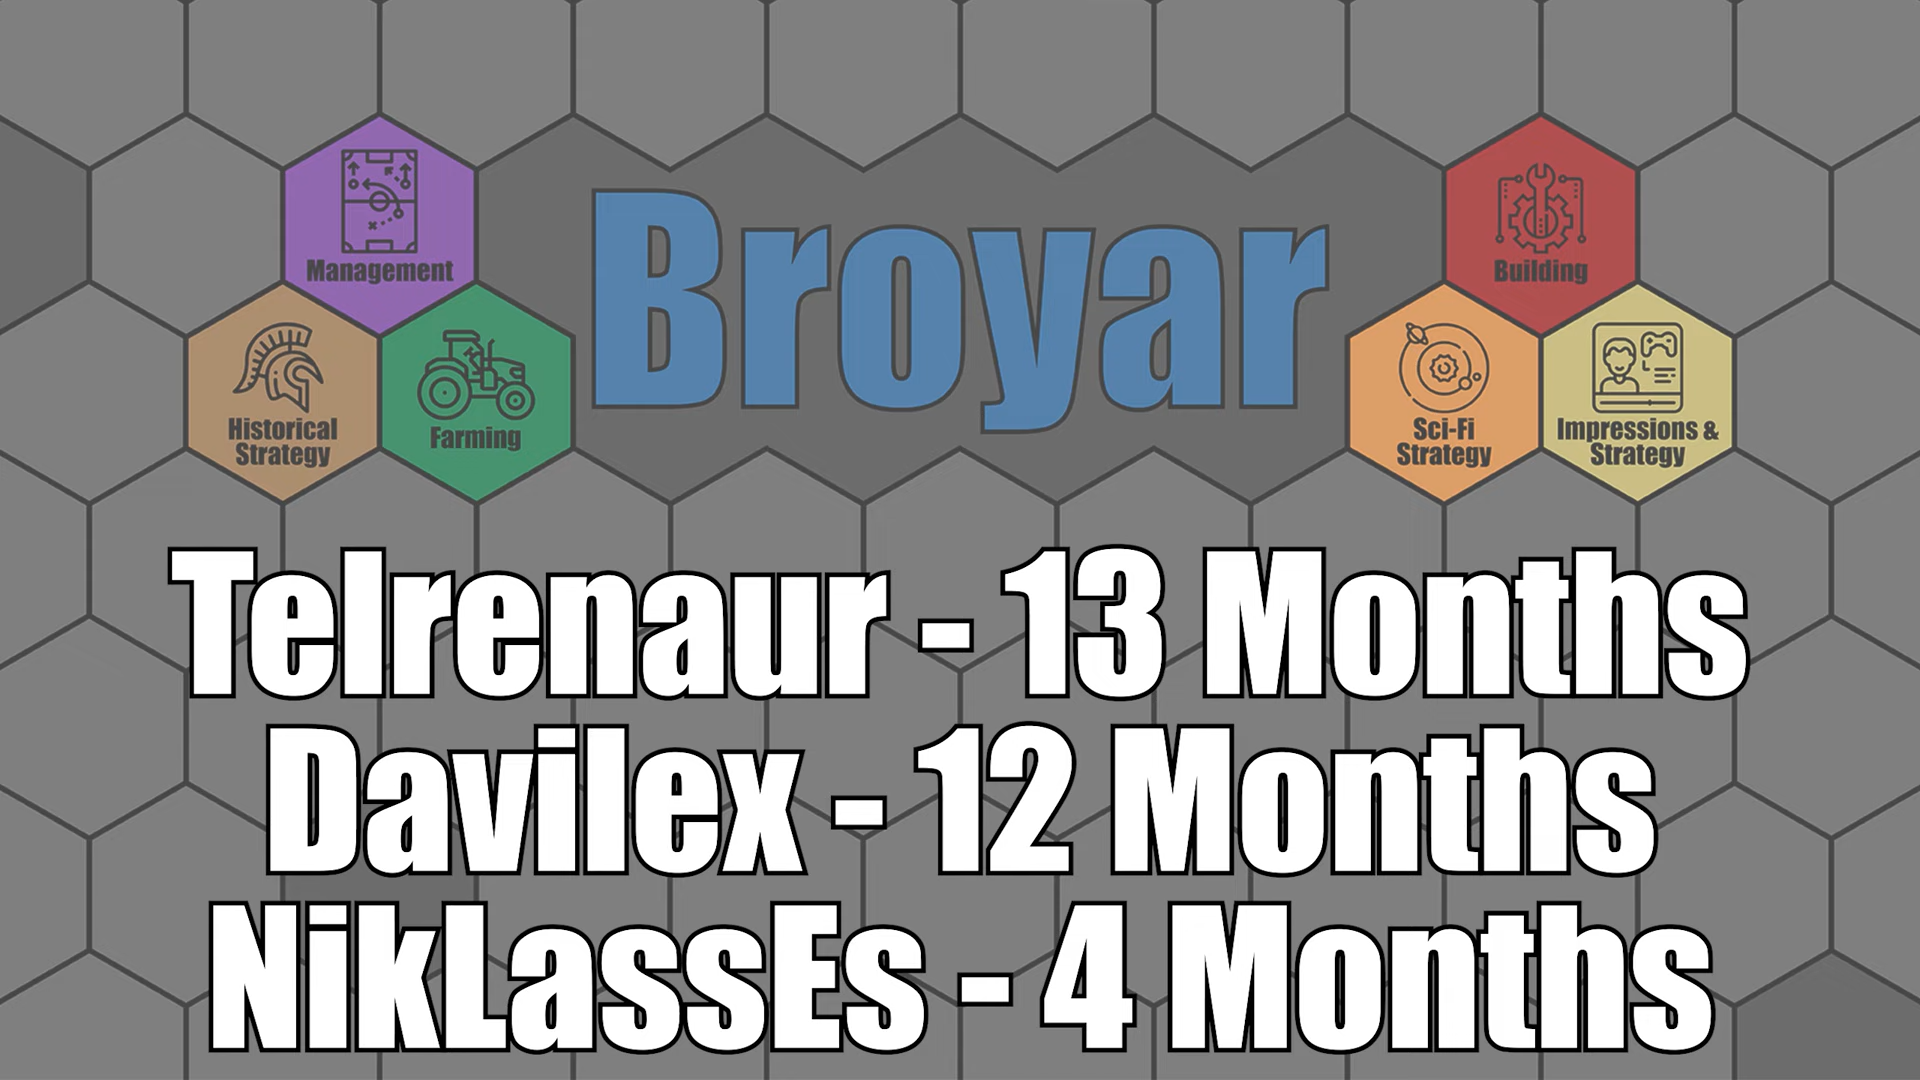 Management
Historical
Strategy
Farming
Broyar
Building
Sci-Fi
Strategy
Impressions &
Strategy
Telrenaur - 13 Months
Davilex - 12 Months
NikLassEs - 4 Months